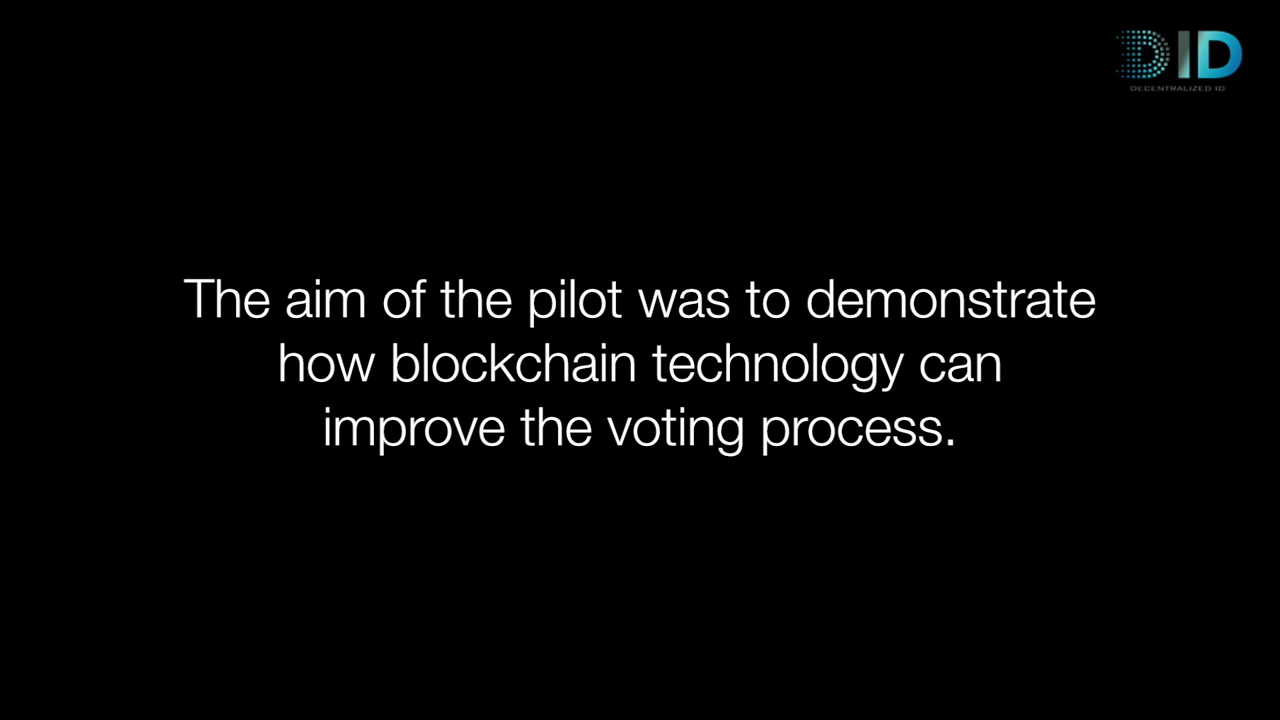 DID
DECENTRALIZED ID
The aim of the pilot was to demonstrate
how blockchain technology can
improve the voting process.